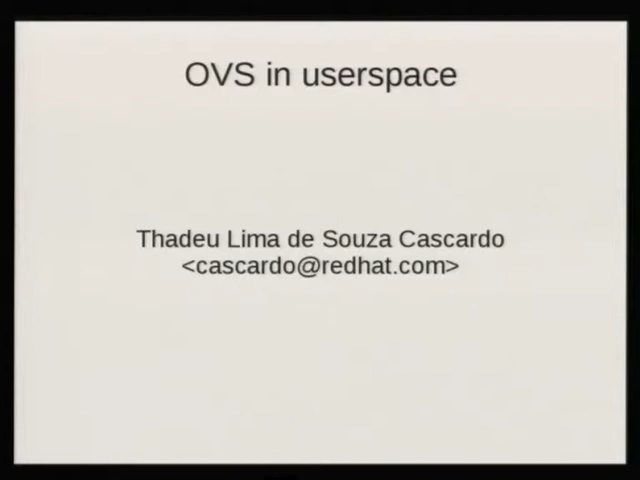 OVS in userspace
Thadeu Lima de Souza Cascardo
<cascardo@redhat.com>